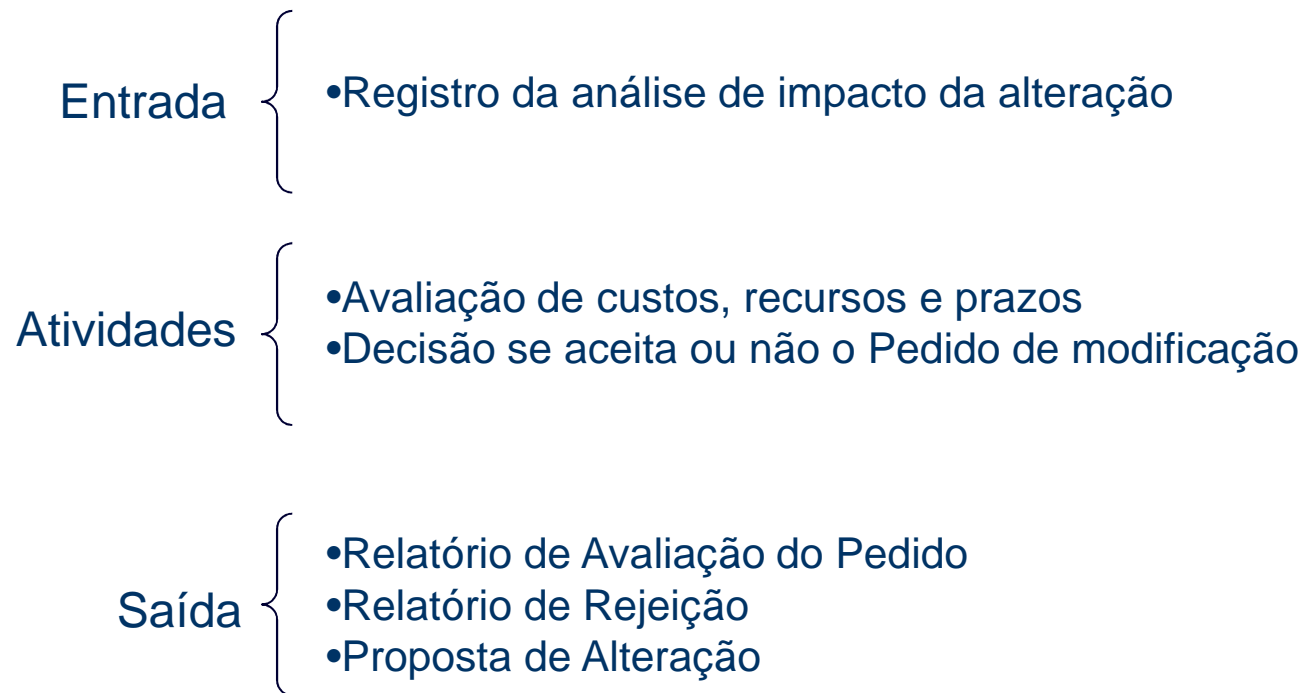 Entrada
•Registro da análise de impacto da alteração
Atividades
•Avaliação de custos, recursos e prazos
•Decisão se aceita ou não o Pedido de modificação
Saída
•Relatório de Avaliação do Pedido
•Relatório de Rejeição
•Proposta de Alteração